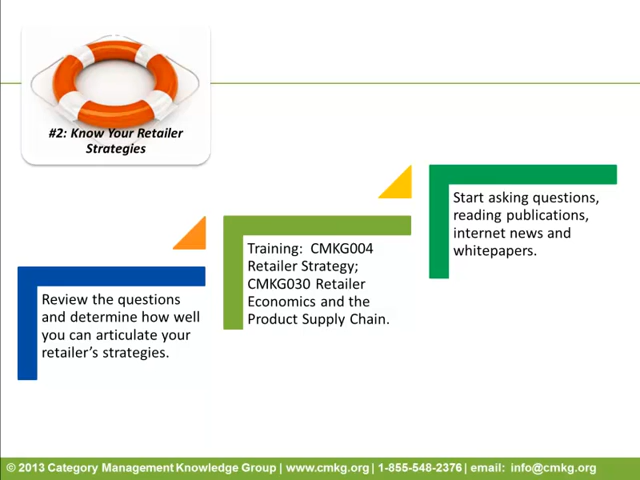 #2: Know Your Retailer
Strategies
Review the questions
and determine how well
you can articulate your
retailer's strategies.
Training:  CMKG004
Retailer Strategy;
CMKG030 Retailer
Economics and the
Product Supply Chain.
Start asking questions,
reading publications,
internet news and
whitepapers.
© 2013 Category Management Knowledge Group | www.cmkg.org | 1-855-548-2376 | email:  info@cmkg.org